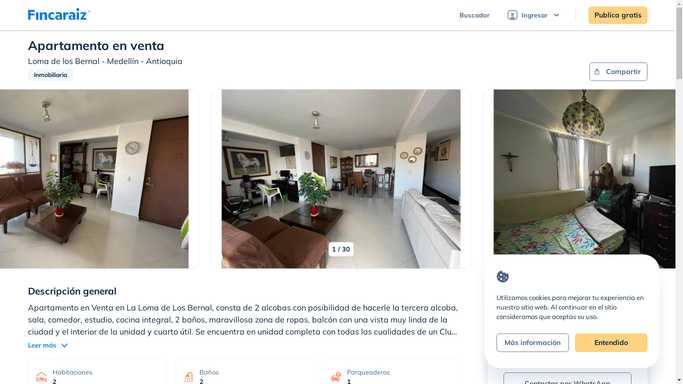 Fincaraiz
Buscador
Ingresar
Publica gratis
Apartamento en venta
Loma de los Bernal - Medellín - Antioquia
Inmobiliaria
Compartir
1 / 30
Descripción general
Apartamento en Venta en La Loma de Los Bernal, consta de 2 alcobas con posibilidad de hacerle la tercera alcoba,
sala, comedor, estudio, cocina integral, 2 baños, maravillosa zona de ropas, balcón con una vista muy linda de la
ciudad y el interior de la unidad y cuarto útil. Se encuentra en unidad completa con todas las cualidades de un Clu...
Leer más
Habitaciones
2
Baños
2
Parqueaderos
1
Utilizamos cookies para mejorar tu experiencia en
nuestro sitio web. Al continuar en el sitio
consideramos que aceptas su uso.
Más información
Entendido
Contactar por WhatsApp